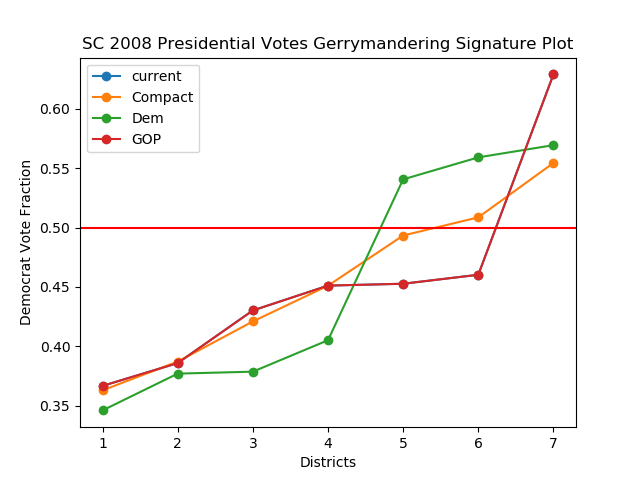 SC 2008 Presidential Votes Gerrymandering Signature Plot
current
Compact
Dem
GOP
0.60
0.55
0.50
0.45
0.40
0.35
Democrat Vote Fraction
1 2 3 4 5 6 7
Districts